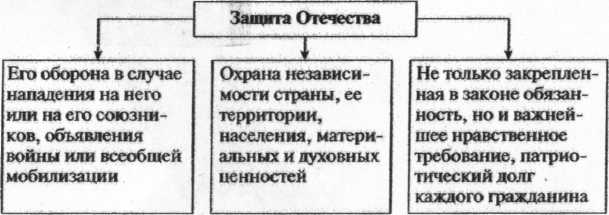 Защита Отечества
Его оборона в случае
нападения на него
или на его союзни-
ков, объявления
войны или всеобщей
мобилизации
Охрана независи-
мости страны, ее
территории,
населения, матери-
альных и духовных
ценностей
Не только закреплен-
ная в законе обязан-
ность, но и важней-
шее нравственное
требование, патрио-
тический долг
каждого гражданина